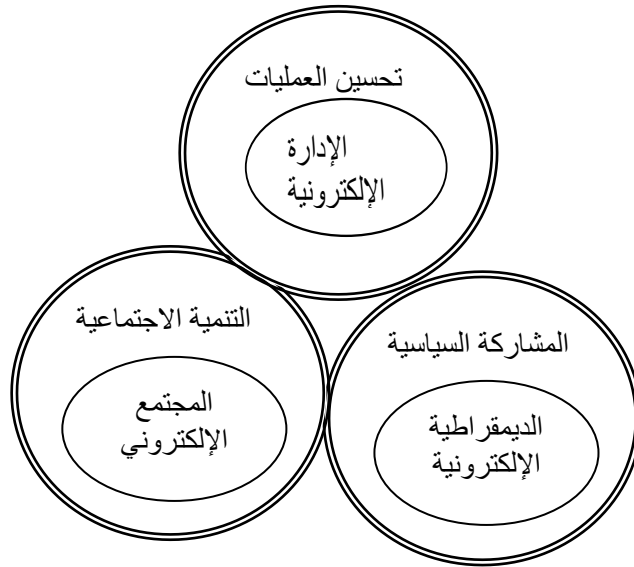 تحسين العمليات
الإدارة
الإلكترونية
التنمية الاجتماعية
المجتمع
الإلكتروني
المشاركة السياسية
الديمقراطية
الإلكترونية